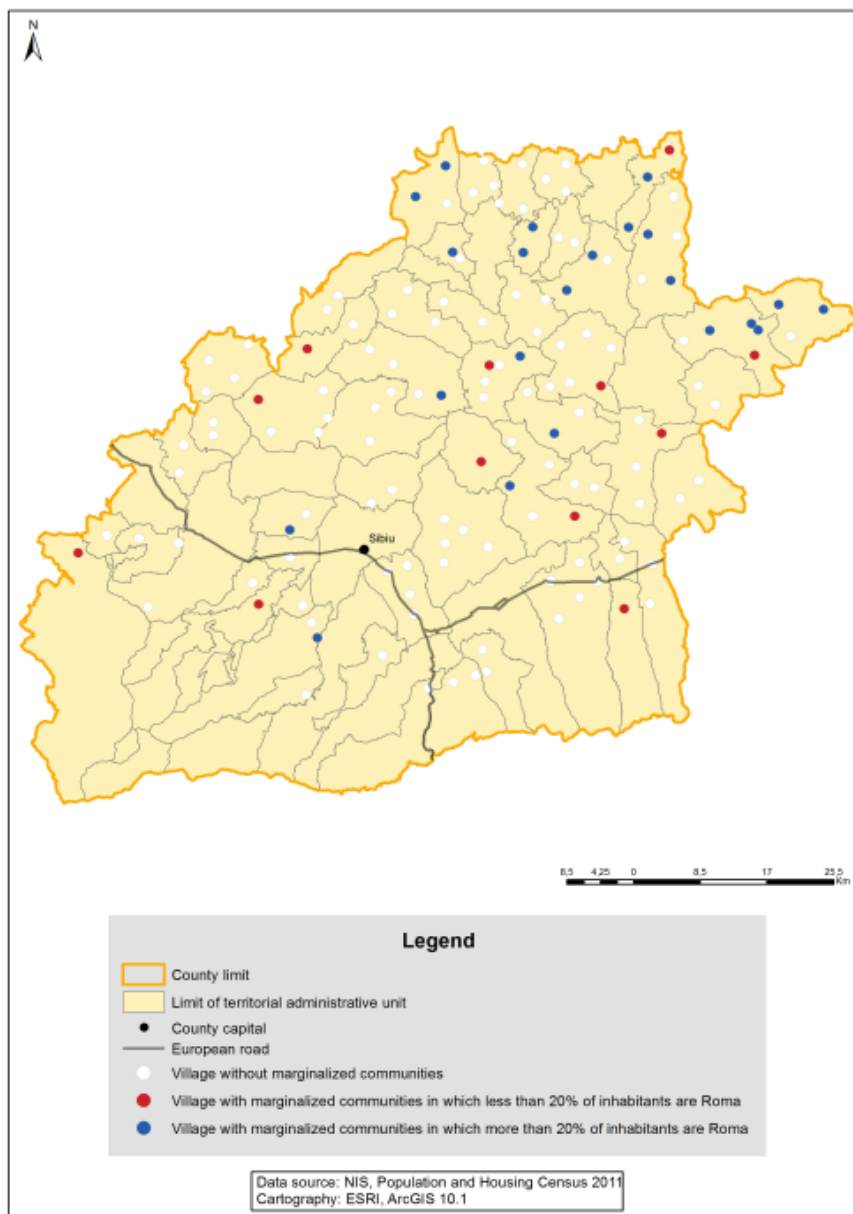 N
Sibiu
8,5 4,25 0 8,5 17 25,5
Km
Legend
County limit
Limit of territorial administrative unit
County capital
European road
Village without marginalized communities
Village with marginalized communities in which less than 20% of inhabitants are Roma
Village with marginalized communities in which more than 20% of inhabitants are Roma
Data source: NIS, Population and Housing Census 2011
Cartography: ESRI, ArcGIS 10.1